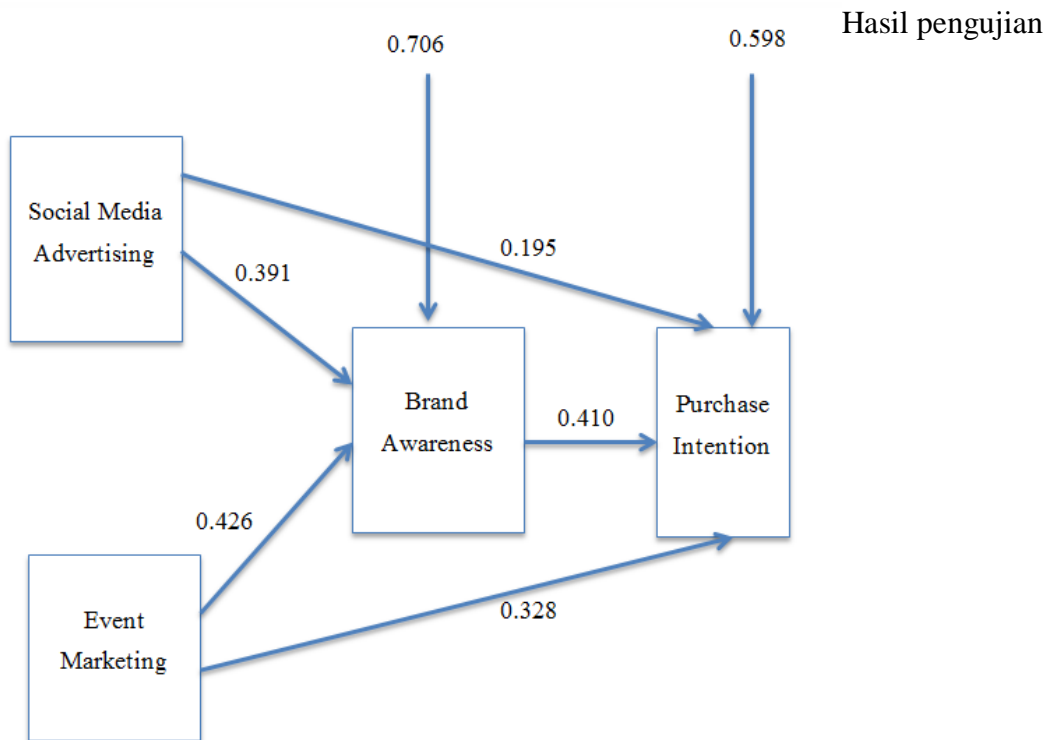 Hasil pengujian
0.706
0.598
Social Media
Advertising
0.195
0.391
Brand
Awareness
0.410
Purchase
Intention
0.426
Event
Marketing
0.328